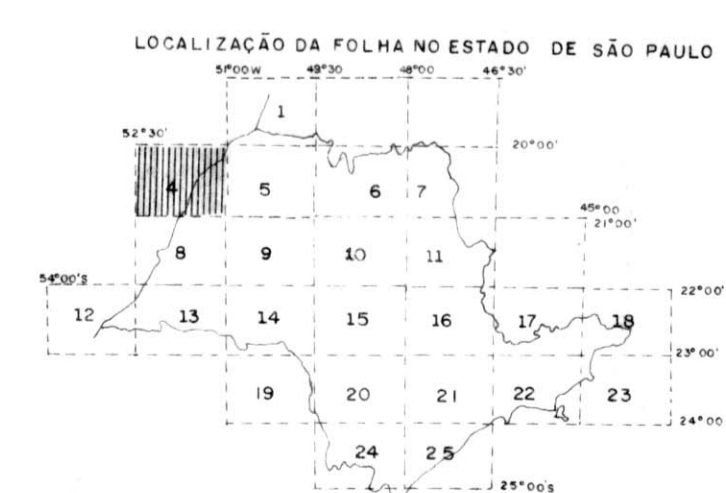 LOCALIZAÇÃO DA FOLHA NO ESTADO DE SÃO PAULO
51°00W 49°30 48°00 46°30'
1
52°30' 20°00'
4 5 6 7
45°00
21°00'
8 9 10 11
54°00'S 22°00'
12 13 14 15 16 17 18
23°00'
19 20 21 22 23
24°00
24 25
25°00's